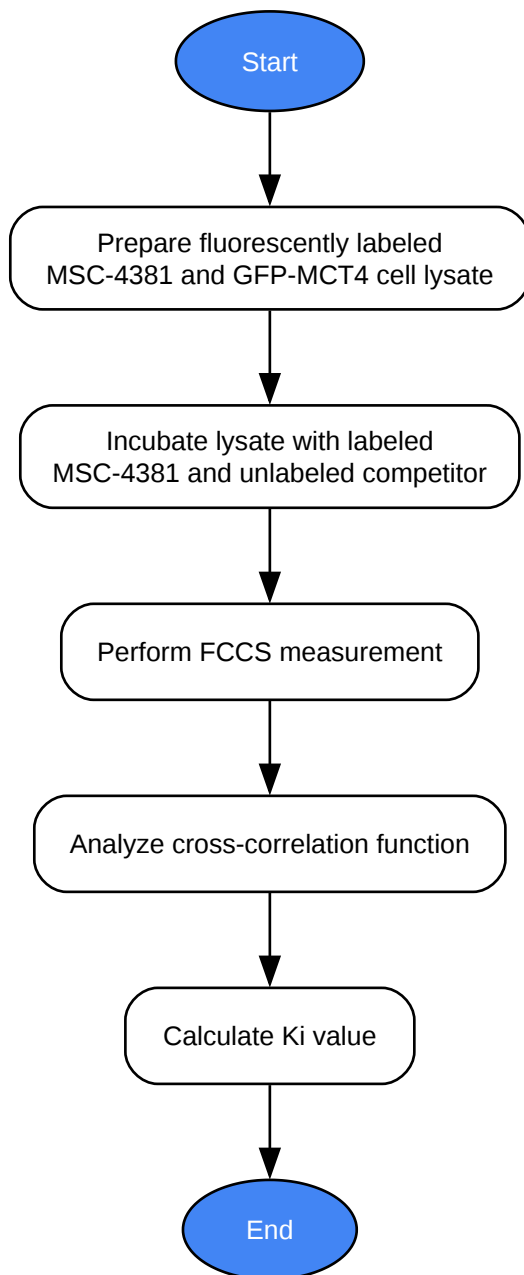 Start
Prepare fluorescently labeled
MSC-4381 and GFP-MCT4 cell lysate
Incubate lysate with labeled
MSC-4381 and unlabeled competitor
Perform FCCS measurement
Analyze cross-correlation function
Calculate Ki value
End